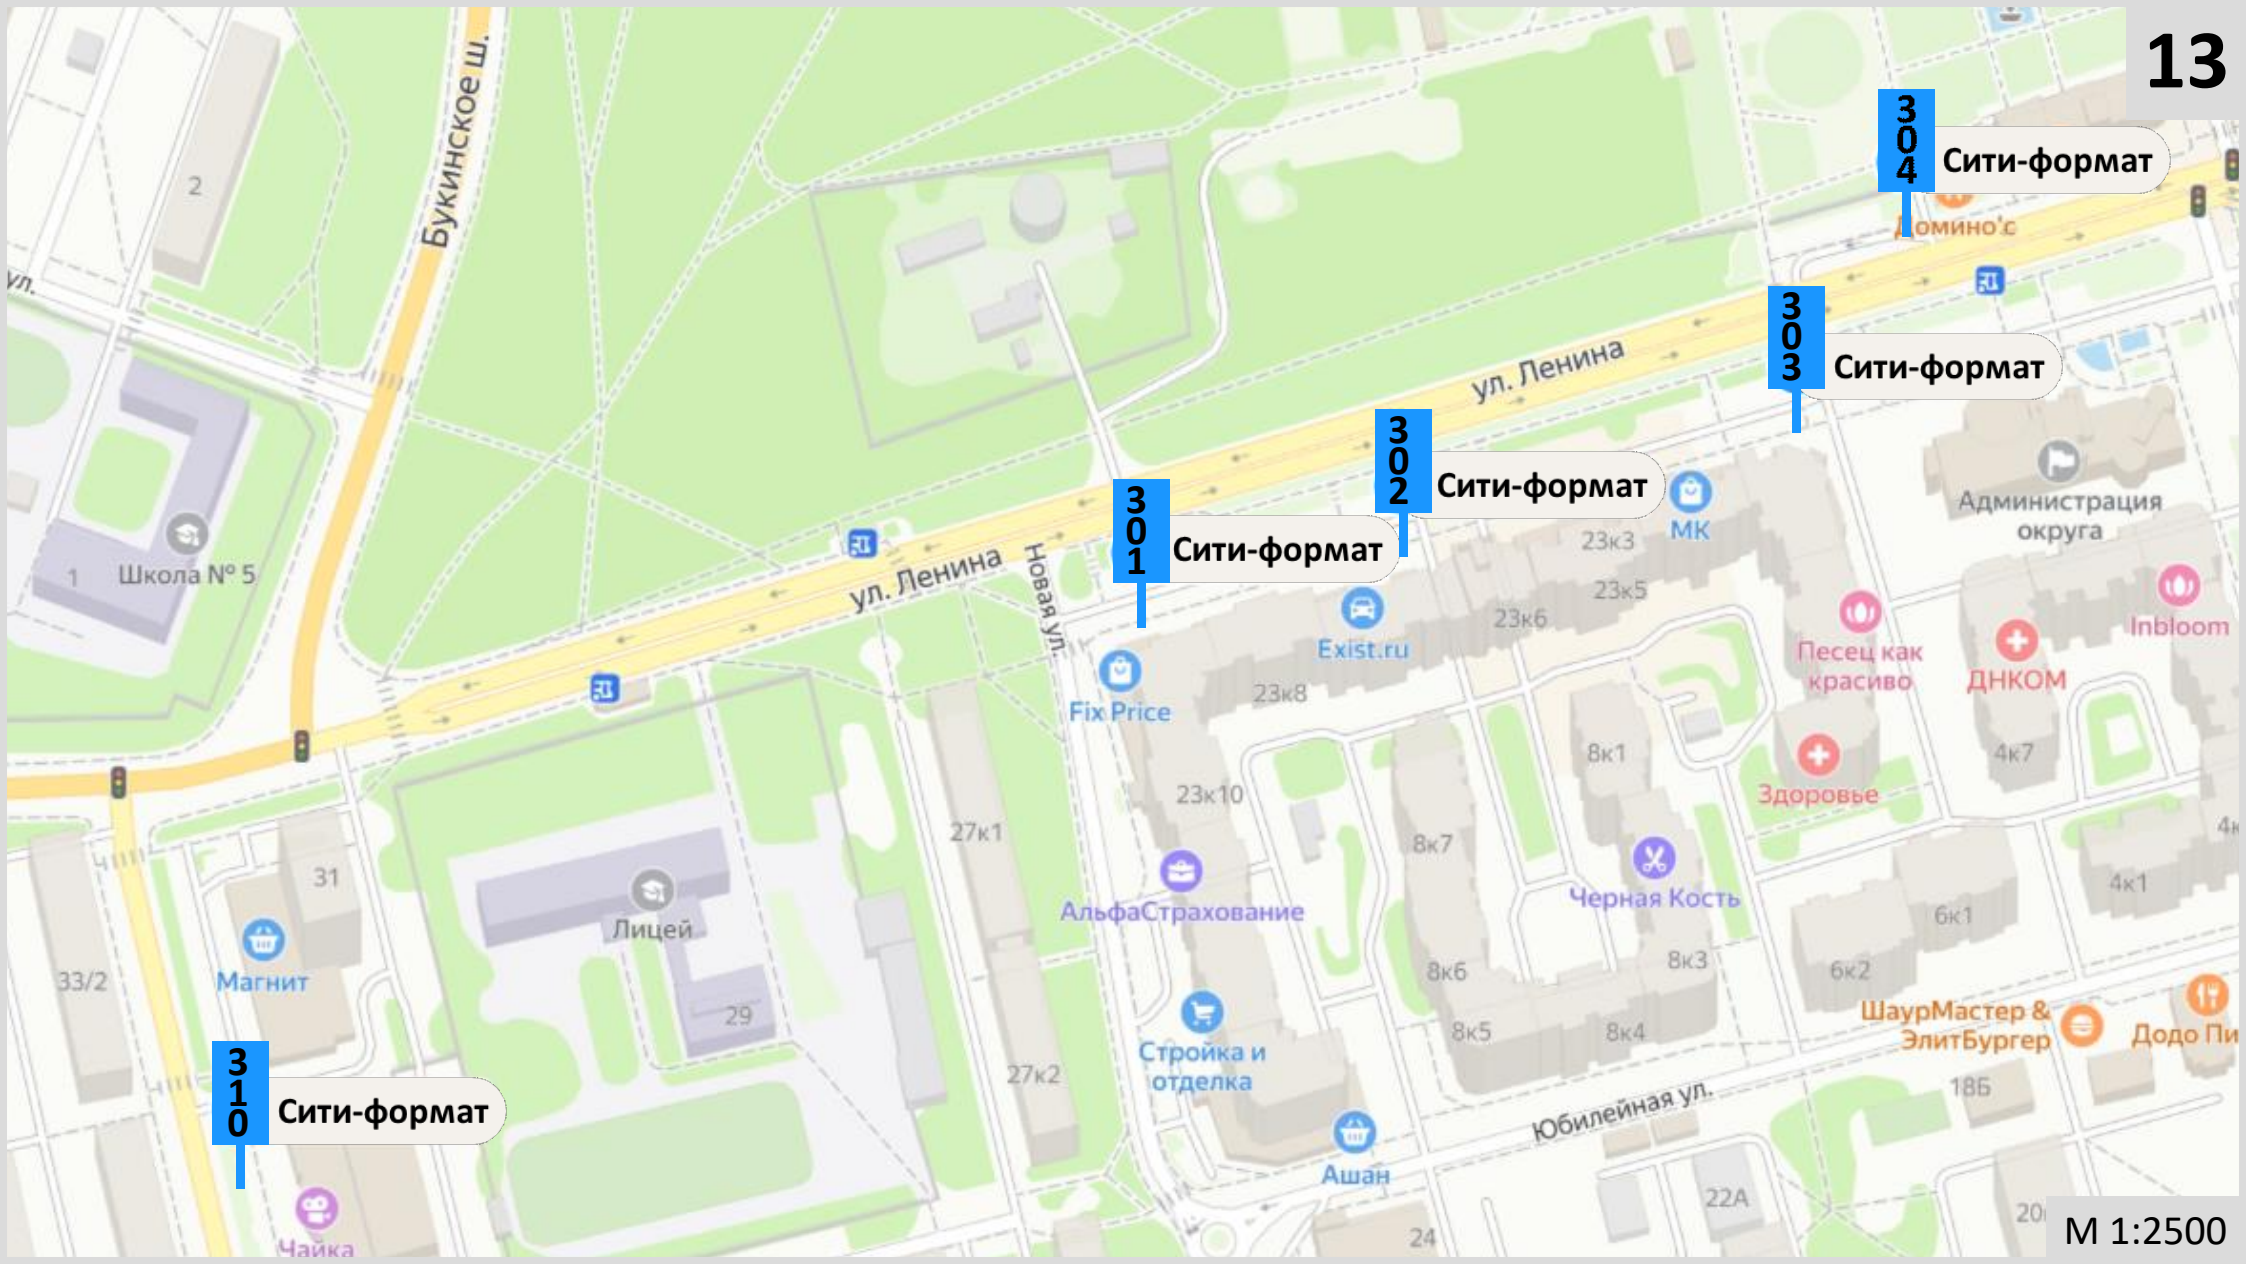 13
Букинское ш.
304
Сити-формат
Домино'с
2
ул.
303
Сити-формат
ул. Ленина
302
Сити-формат
301
Сити-формат
МК
Администрация
округа
23к3
23к5
23к6
Exist.ru
23к8
Fix Price
Новая ул.
ул. Ленина
1
Школа № 5
Песец как
красиво
ДНКОМ
Inbloom
8к1
4к7
Здоровье
23к10
27к1
8к7
31
Лицей
АльфаСтрахование
Черная Кость
4к1
6к1
6к2
8к3
8к6
33/2
Магнит
29
8к5
8к4
ШаурМастер &
ЭлитБургер
Додо Пи
Стройка и
отделка
27к2
18Б
Юбилейная ул.
310
Сити-формат
Ашан
22А
20
24
Чайка
М 1:2500